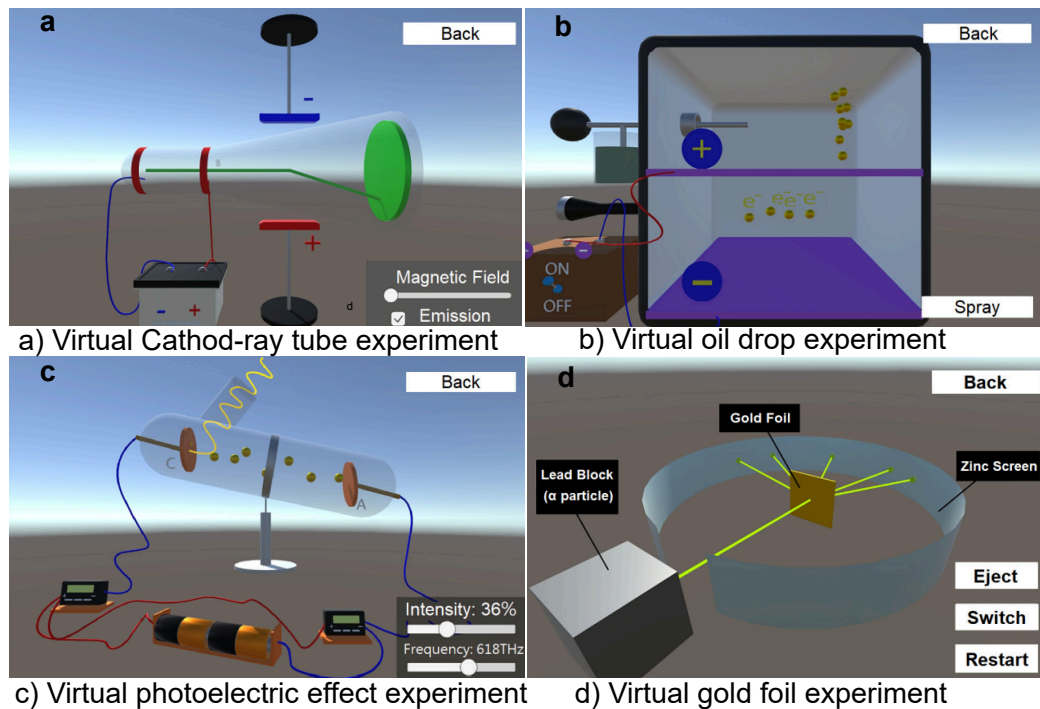 a
Back
-
+
- +
Magnetic Field
d
Emission
a) Virtual Cathod-ray tube experiment
b
Back
+
e⁻ e⁻ e⁻ e⁻
- -
ON
OFF
−
Spray
b) Virtual oil drop experiment
c
Back
C
A
Intensity: 36%
Frequency: 618THz
c) Virtual photoelectric effect experiment
d
Back
Gold Foil
Lead Block
(α particle)
Zinc Screen
Eject
Switch
Restart
d) Virtual gold foil experiment